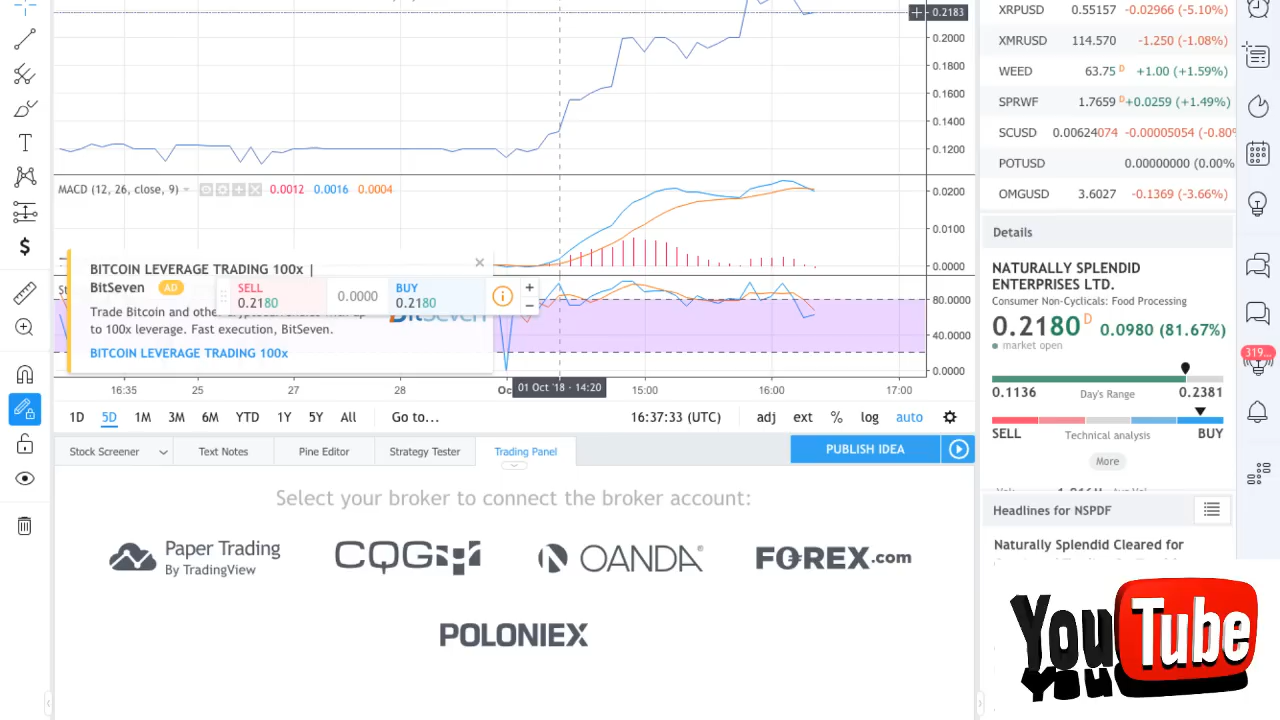 0.2183
0.2000
0.1800
0.1600
0.1400
0.1200
MACD (12, 26, close, 9) 0.0012 0.0016 0.0004
0.0200
0.0100
0.0000
BITCOIN LEVERAGE TRADING 100x |
BitSeven AD
SELL
0.2180
0.0000
BUY
0.2180
Trade Bitcoin and other
to 100x leverage. Fast execution, BitSeven.
BITCOIN LEVERAGE TRADING 100x
80.0000
40.0000
0.0000
16:35 25 27 28 01 Oct '18 - 14:20 15:00 16:00 17:00
1D 5D 1M 3M 6M YTD 1Y 5Y All Go to... 16:37:33 (UTC) adj ext % log auto
Stock Screener Text Notes Pine Editor Strategy Tester Trading Panel PUBLISH IDEA
Select your broker to connect the broker account:
Paper Trading
By TradingView
CQG
OANDA
FOREX.com
POLONIEX
XRPUSD 0.55157 -0.02966 (-5.10%)
XMRUSD 114.570 -1.250 (-1.08%)
WEED 63.75 D +1.00 (+1.59%)
SPRWF 1.7659 D +0.0259 (+1.49%)
SCUSD 0.00624074 -0.00005054 (-0.80%
POTUSD 0.00000000 (0.00%
OMGUSD 3.6027 -0.1369 (-3.66%)
Details
NATURALLY SPLENDID
ENTERPRISES LTD.
Consumer Non-Cyclicals: Food Processing
0.2180 D 0.0980 (81.67%)
market open
0.1136 Day's Range 0.2381
SELL Technical analysis BUY
More
Headlines for NSPDF
Naturally Splendid Cleared for
319...
You Tube